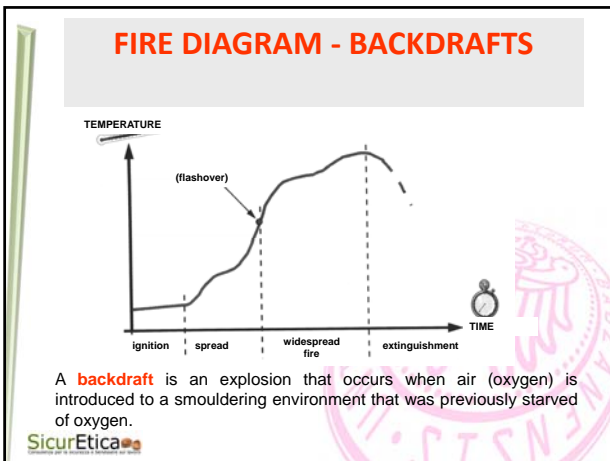 FIRE DIAGRAM - BACKDRAFTS
TEMPERATURE
(flashover)
TIME
ignition spread widespread fire extinguishment
A backdraft is an explosion that occurs when air (oxygen) is
introduced to a smouldering environment that was previously starved
of oxygen.
SicurEtica